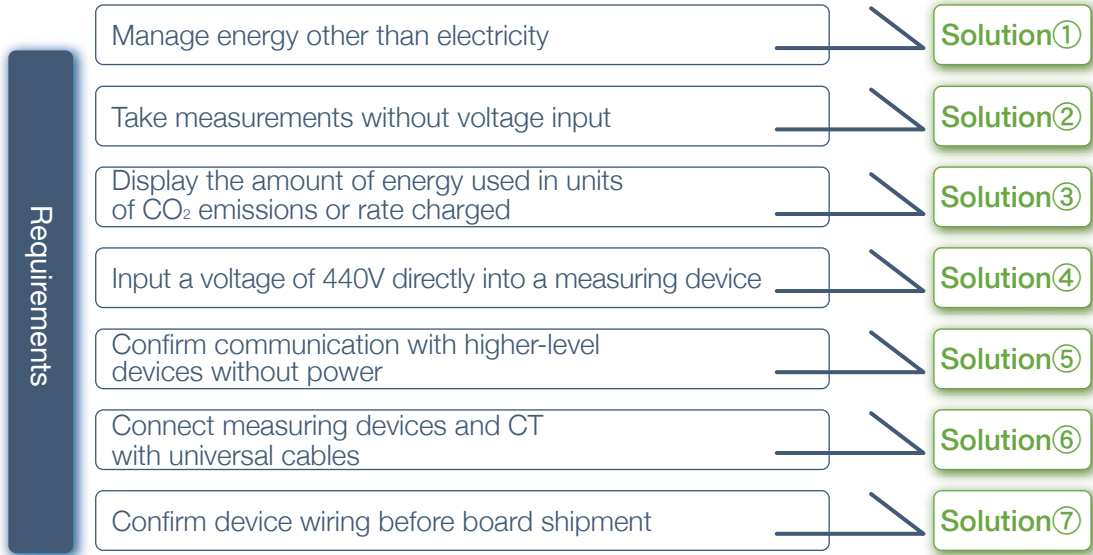 Requirements
Manage energy other than electricity
Solution①
Take measurements without voltage input
Solution②
Display the amount of energy used in units
of CO₂ emissions or rate charged
Solution③
Input a voltage of 440V directly into a measuring device
Solution④
Confirm communication with higher-level
devices without power
Solution⑤
Connect measuring devices and CT
with universal cables
Solution⑥
Confirm device wiring before board shipment
Solution⑦